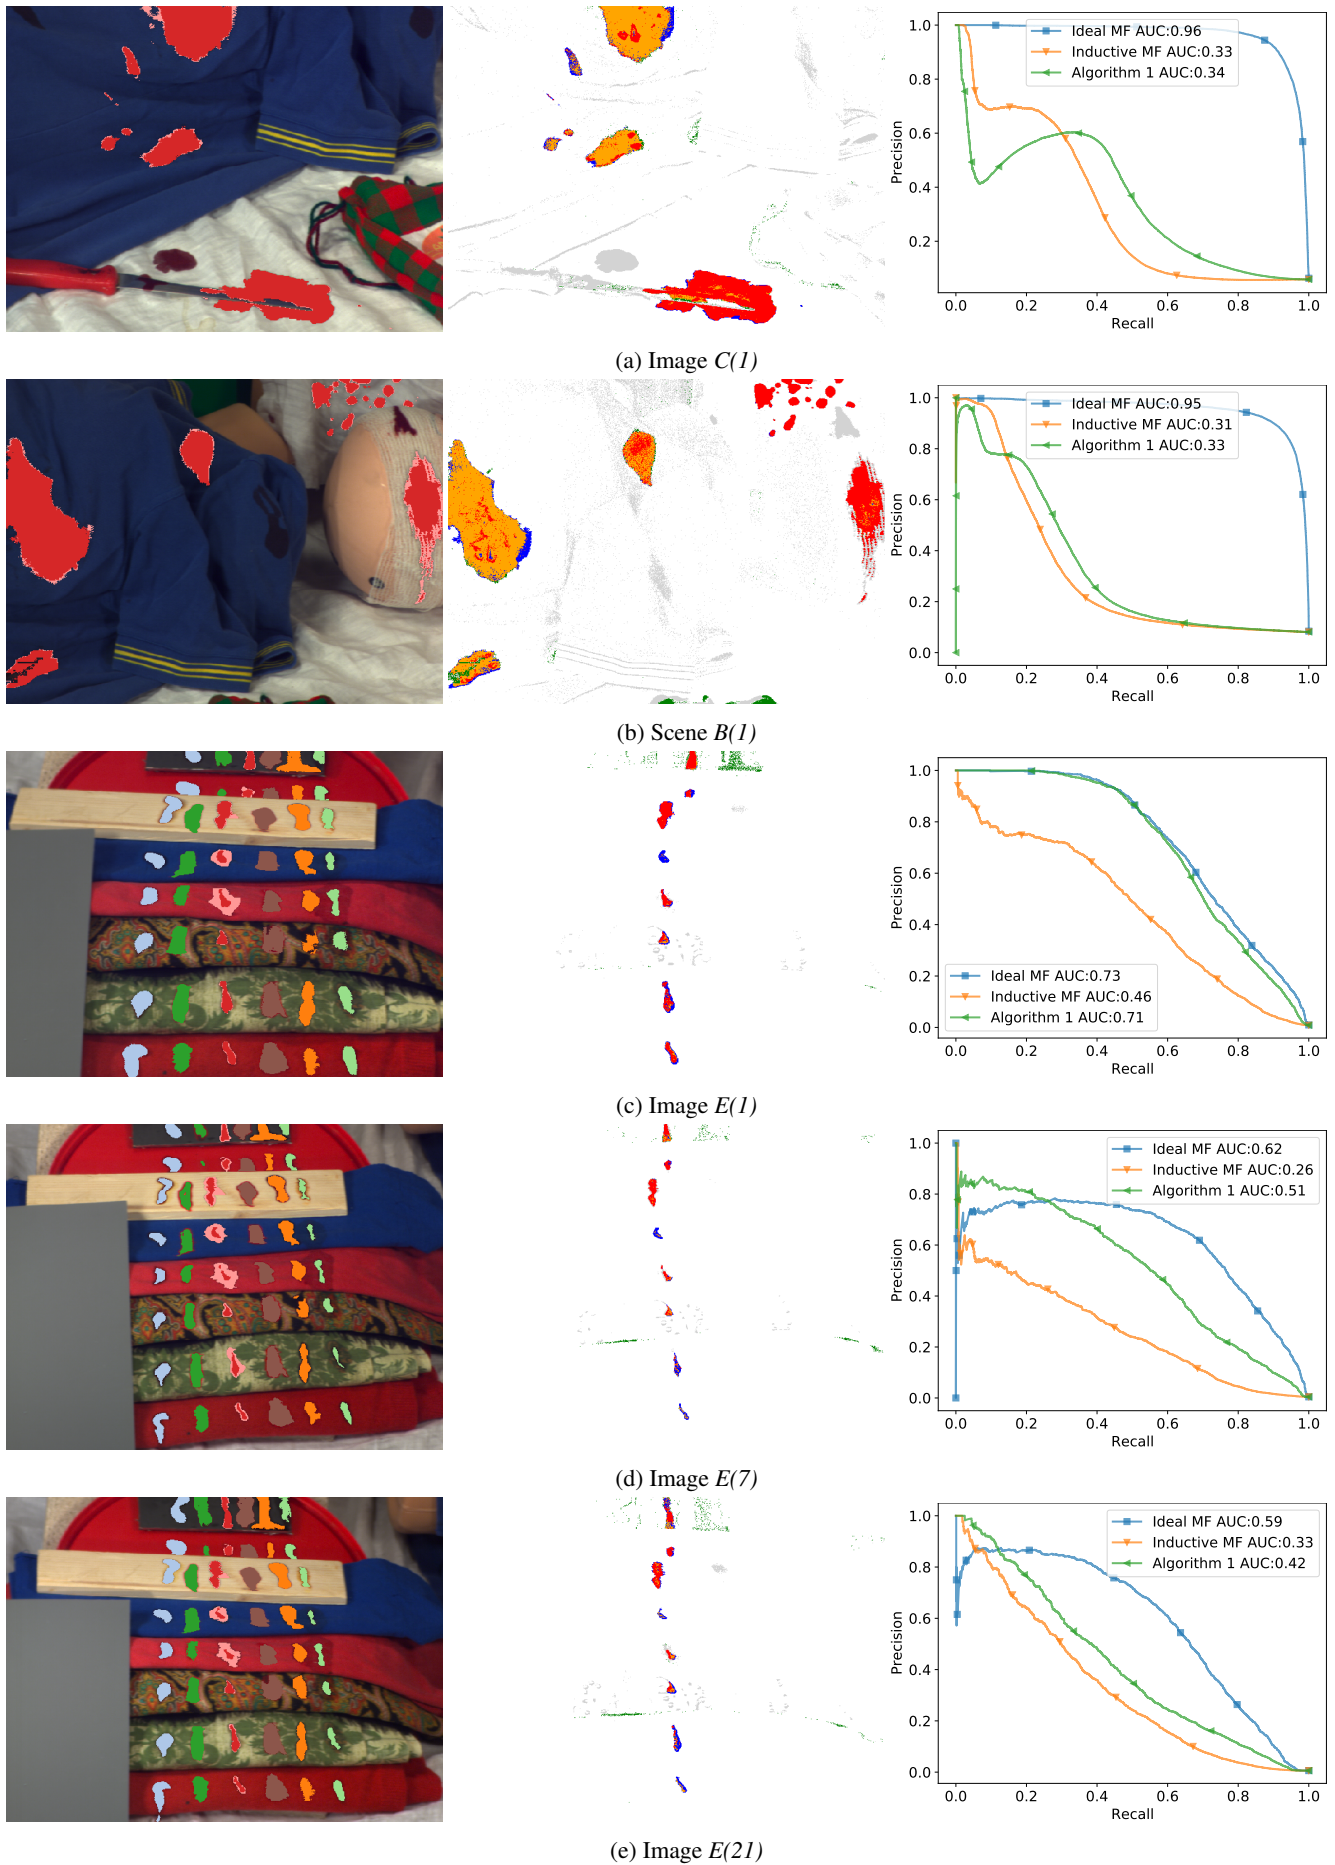 1.0
0.8
0.6
0.4
0.2
Precision
0.0 0.2 0.4 0.6 0.8 1.0
Recall
Ideal MF AUC:0.96
Inductive MF AUC:0.33
Algorithm 1 AUC:0.34
(a) Image C(1)
1.0
0.8
0.6
0.4
0.2
0.0
Precision
0.0 0.2 0.4 0.6 0.8 1.0
Recall
Ideal MF AUC:0.95
Inductive MF AUC:0.31
Algorithm 1 AUC:0.33
(b) Scene B(1)
1.0
0.8
0.6
0.4
0.2
0.0
Precision
0.0 0.2 0.4 0.6 0.8 1.0
Recall
Ideal MF AUC:0.73
Inductive MF AUC:0.46
Algorithm 1 AUC:0.71
(c) Image E(1)
1.0
0.8
0.6
0.4
0.2
0.0
Precision
0.0 0.2 0.4 0.6 0.8 1.0
Recall
Ideal MF AUC:0.62
Inductive MF AUC:0.26
Algorithm 1 AUC:0.51
(d) Image E(7)
1.0
0.8
0.6
0.4
0.2
0.0
Precision
0.0 0.2 0.4 0.6 0.8 1.0
Recall
Ideal MF AUC:0.59
Inductive MF AUC:0.33
Algorithm 1 AUC:0.42
(e) Image E(21)